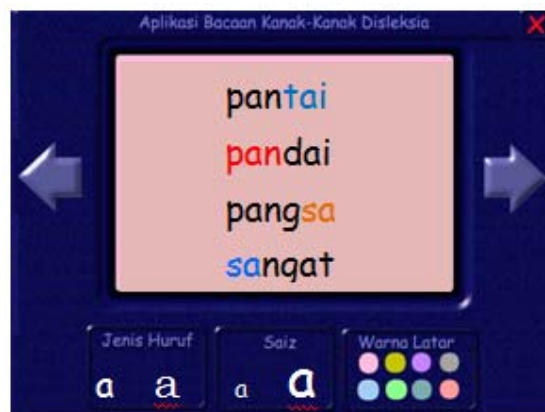 Aplikasi Bacaan Kanak-Kanak Disleksia
X
pantai
pandai
pangsa
sangat
Jenis Huruf
a a
Saiz
a a
Warna Latar